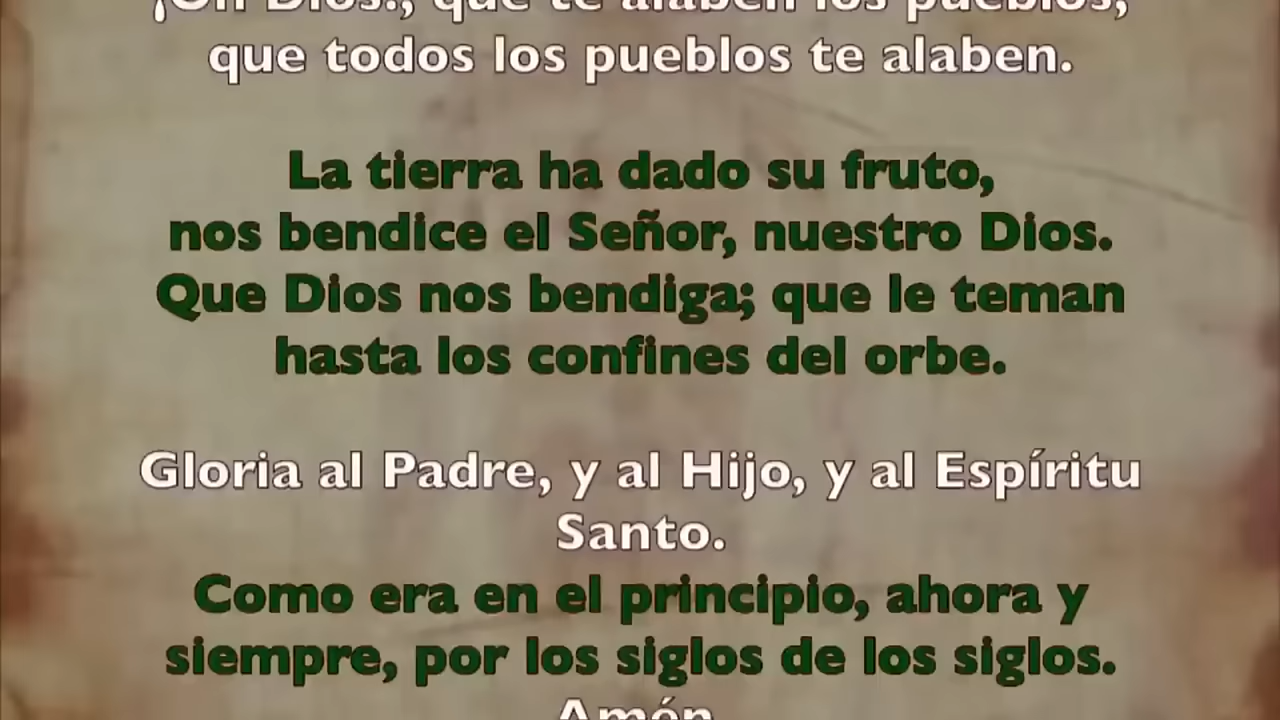 ¡Oh Dios!, que te alaben los pueblos,
que todos los pueblos te alaben.
La tierra ha dado su fruto,
nos bendice el Señor, nuestro Dios.
Que Dios nos bendiga; que le teman
hasta los confines del orbe.
Gloria al Padre, y al Hijo, y al Espíritu
Santo.
Como era en el principio, ahora y
siempre, por los siglos de los siglos.
Amén